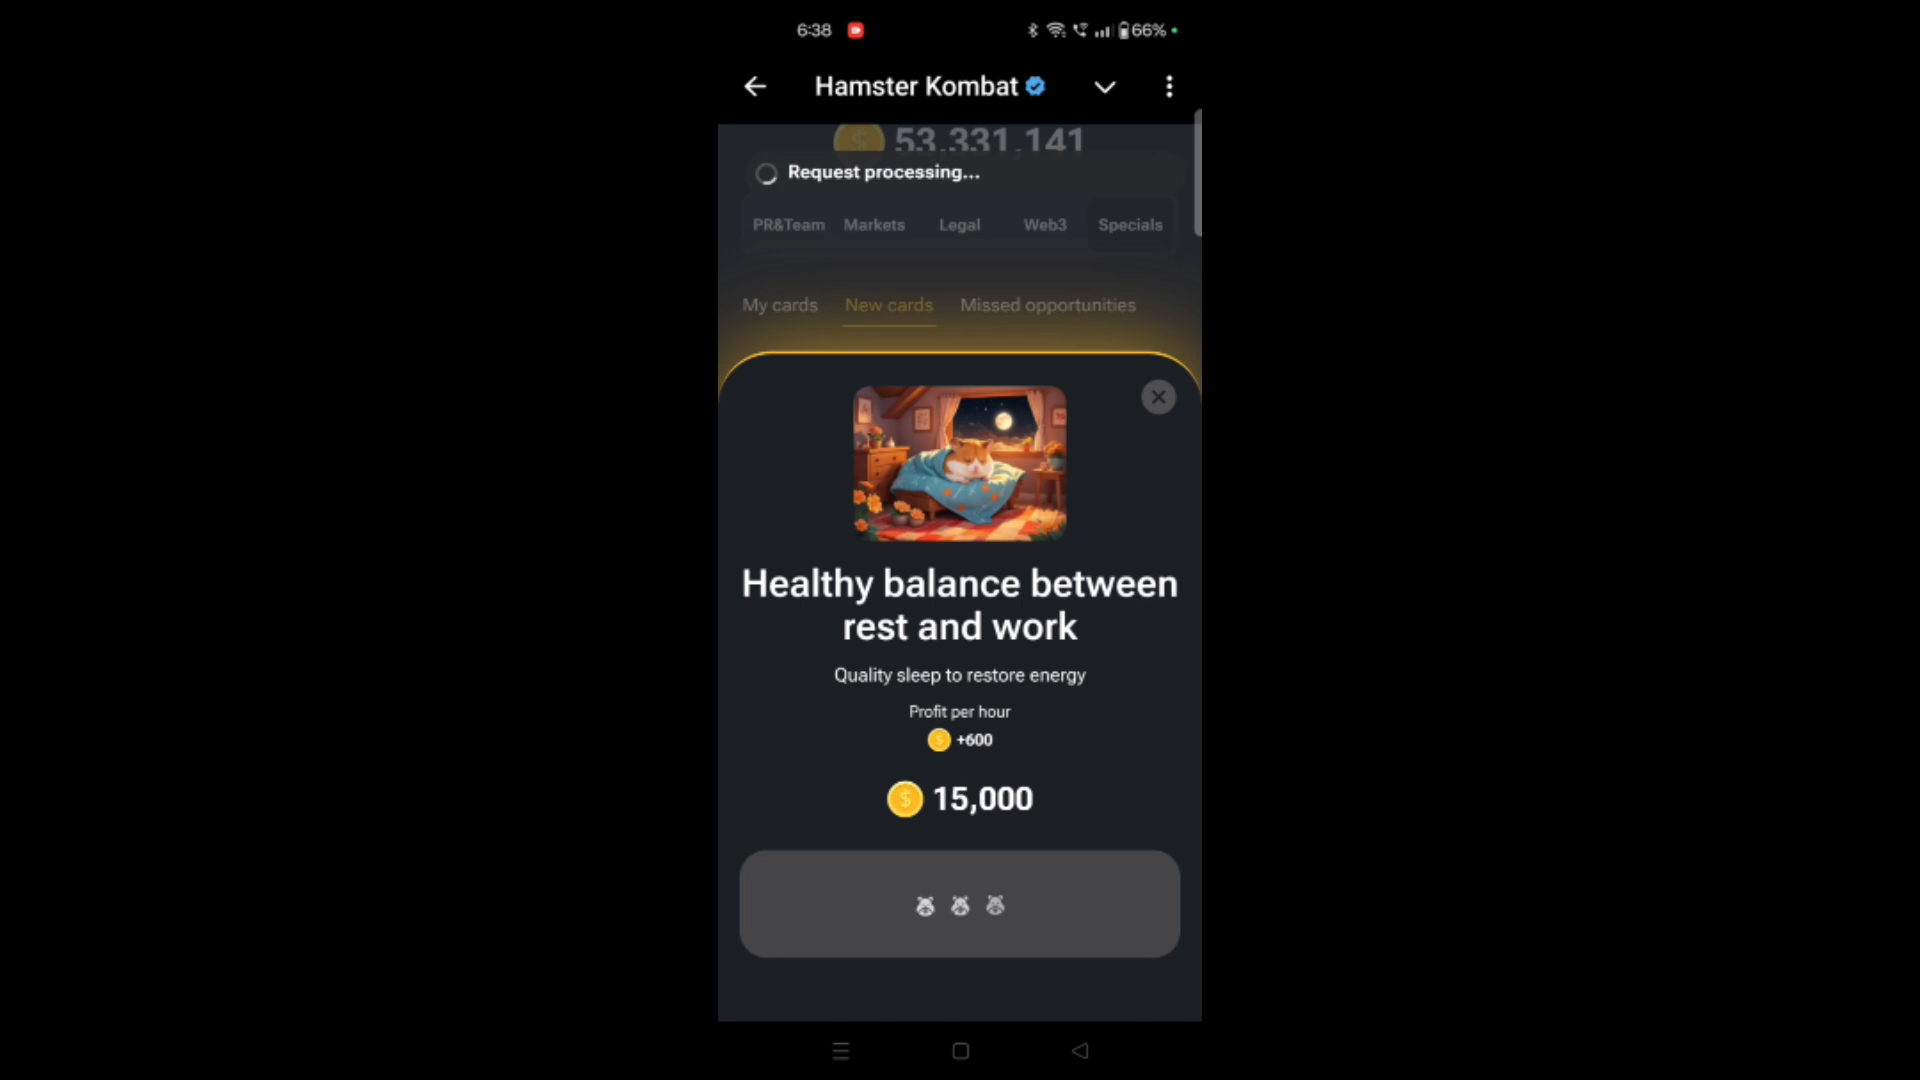 6:38 66%
Hamster Kombat
53,331,141
Request processing...
PR&Team Markets Legal Web3 Specials
My cards New cards Missed opportunities
Healthy balance between
rest and work
Quality sleep to restore energy
Profit per hour
+600
15,000